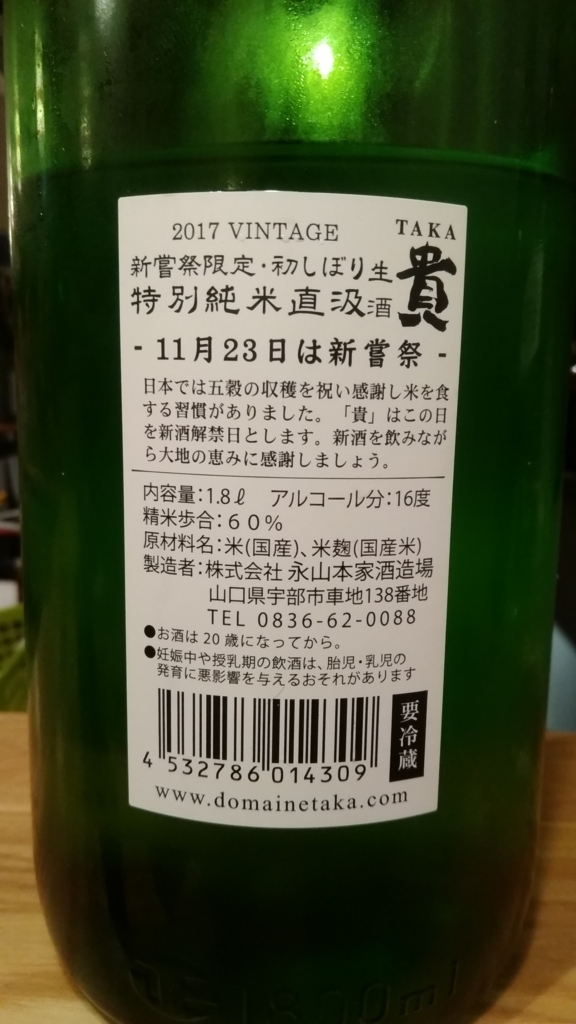 2017 VINTAGE
TAKA
新嘗祭限定・初しぼり生
特別純米直汲酒
貴
- 11月23日は新嘗祭 -
日本では五穀の収穫を祝い感謝し米を食
する習慣がありました。「貴」はこの日
を新酒解禁日とします。新酒を飲みなが
ら大地の恵みに感謝しましょう。
内容量:1.8ℓ アルコール分:16度
精米歩合:60%
原材料名:米(国産)、米麹(国産米)
製造者:株式会社 永山本家酒造場
山口県宇部市車地138番地
TEL 0836-62-0088
●お酒は20歳になってから。
●妊娠中や授乳期の飲酒は、胎児・乳児の
発育に悪影響を与えるおそれがあります
要冷蔵
4 532786 014309
www.domainetaka.com
1800ml